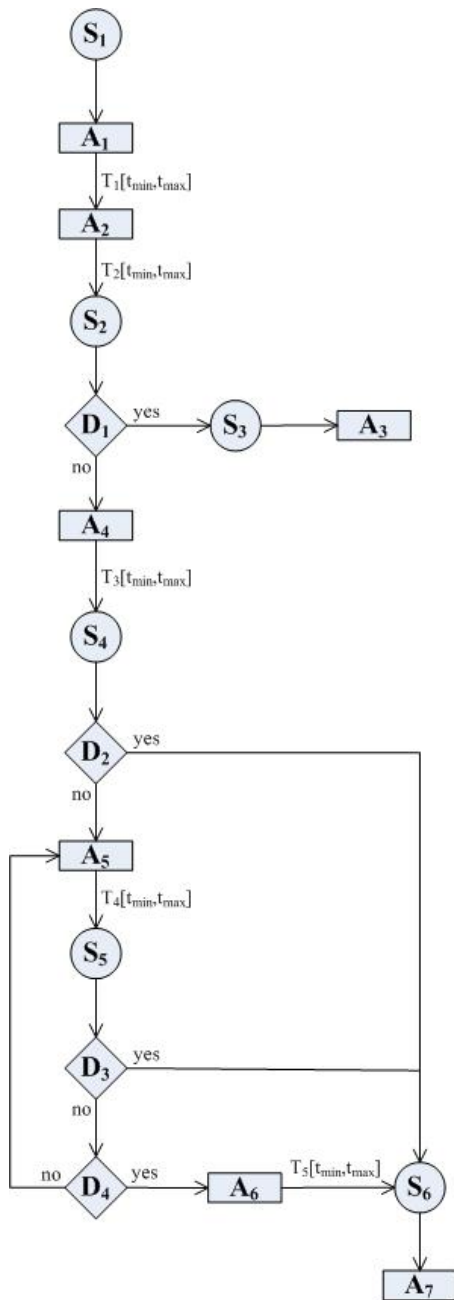 S₁
A₁
T₁[tₘᵢₙ,tₘₐₓ]
A₂
T₂[tₘᵢₙ,tₘₐₓ]
S₂
D₁ yes S₃ A₃
no
A₄
T₃[tₘᵢₙ,tₘₐₓ]
S₄
D₂ yes
no
A₅
T₄[tₘᵢₙ,tₘₐₓ]
S₅
D₃ yes
no
no D₄ yes A₆ T₅[tₘᵢₙ,tₘₐₓ] S₆
A₇